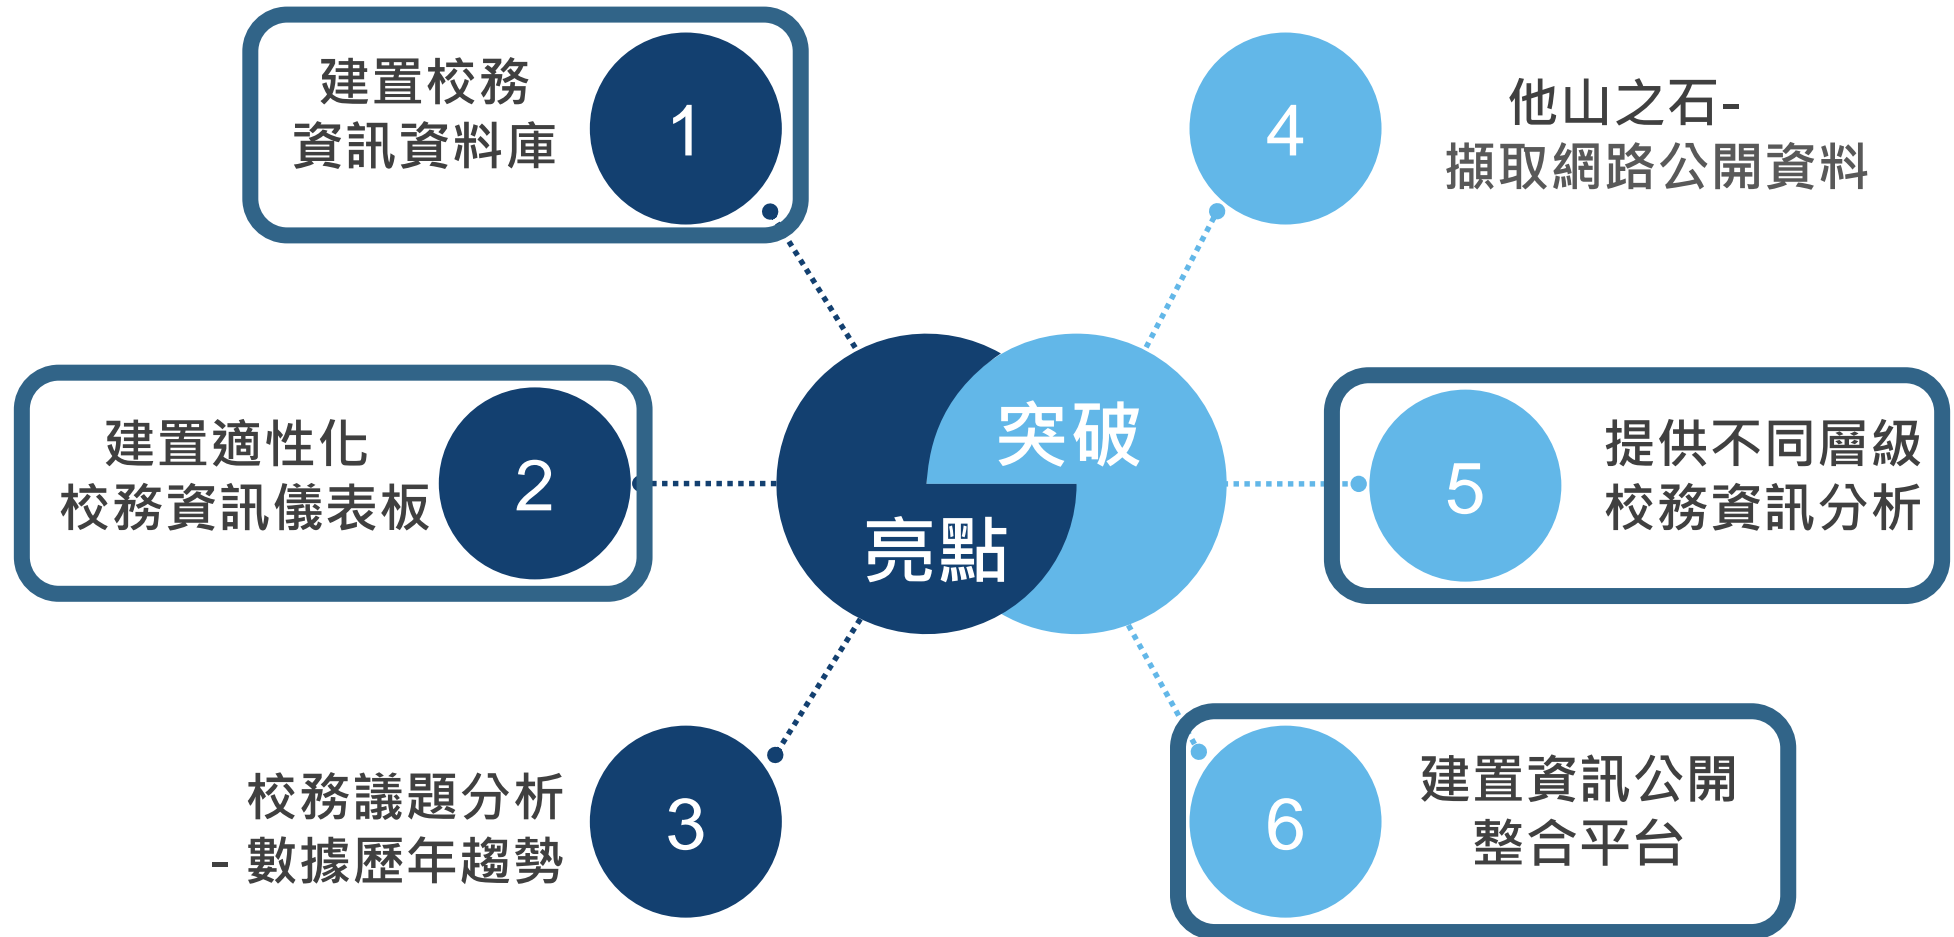 建置校務
資訊資料庫
1
建置適性化
校務資訊儀表板
2
校務議題分析
- 數據歷年趨勢
3
突破
亮點
4
他山之石-
擷取網路公開資料
5
提供不同層級
校務資訊分析
6
建置資訊公開
整合平台